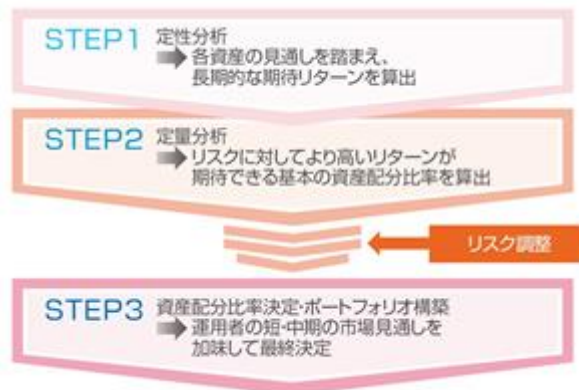 STEP1 定性分析
各資産の見通しを踏まえ、
長期的な期待リターンを算出
STEP2 定量分析
リスクに対してより高いリターンが
期待できる基本の資産配分比率を算出
リスク調整
STEP3 資産配分比率決定・ポートフォリオ構築
運用者の短・中期の市場見通しを
加味して最終決定